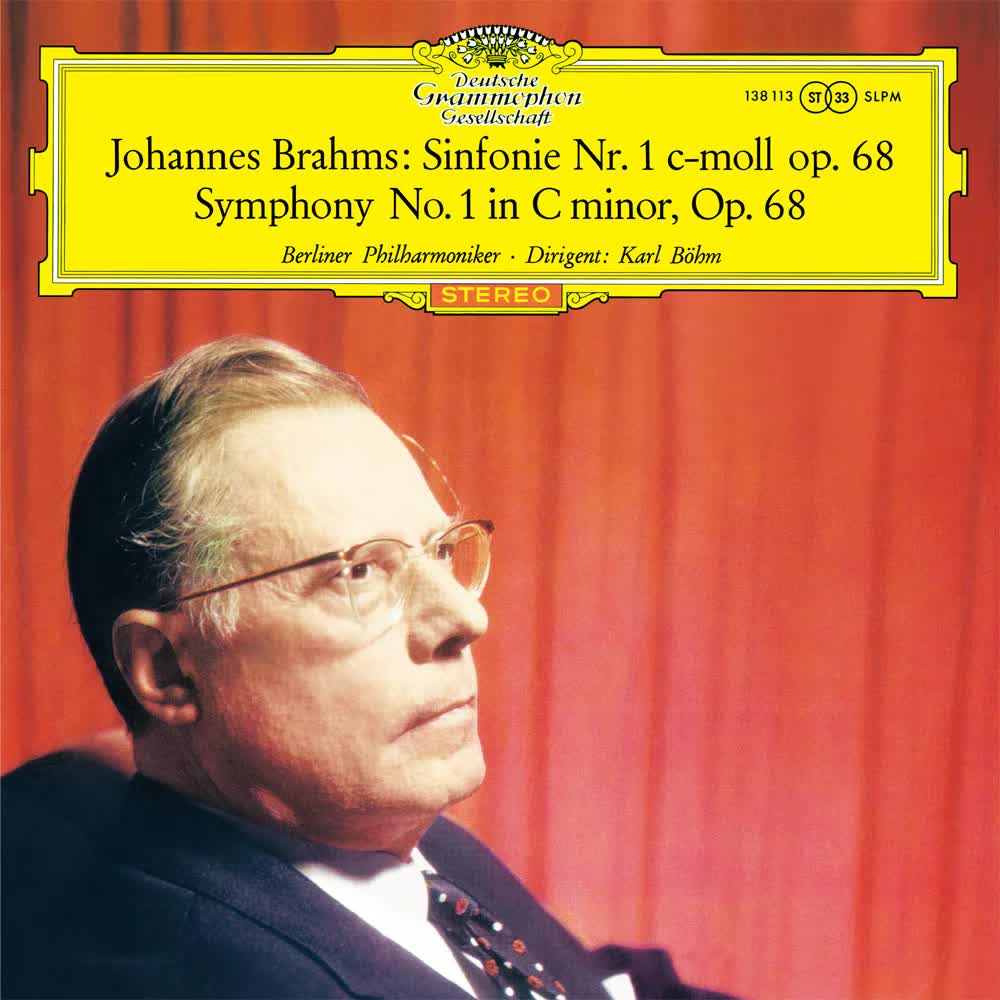 Deutsche
Grammophon
Gesellschaft
138 113 ST 33 SLPM
Johannes Brahms: Sinfonie Nr. 1 c-moll op. 68
Symphony No. 1 in C minor, Op. 68
Berliner Philharmoniker · Dirigent: Karl Böhm
STEREO